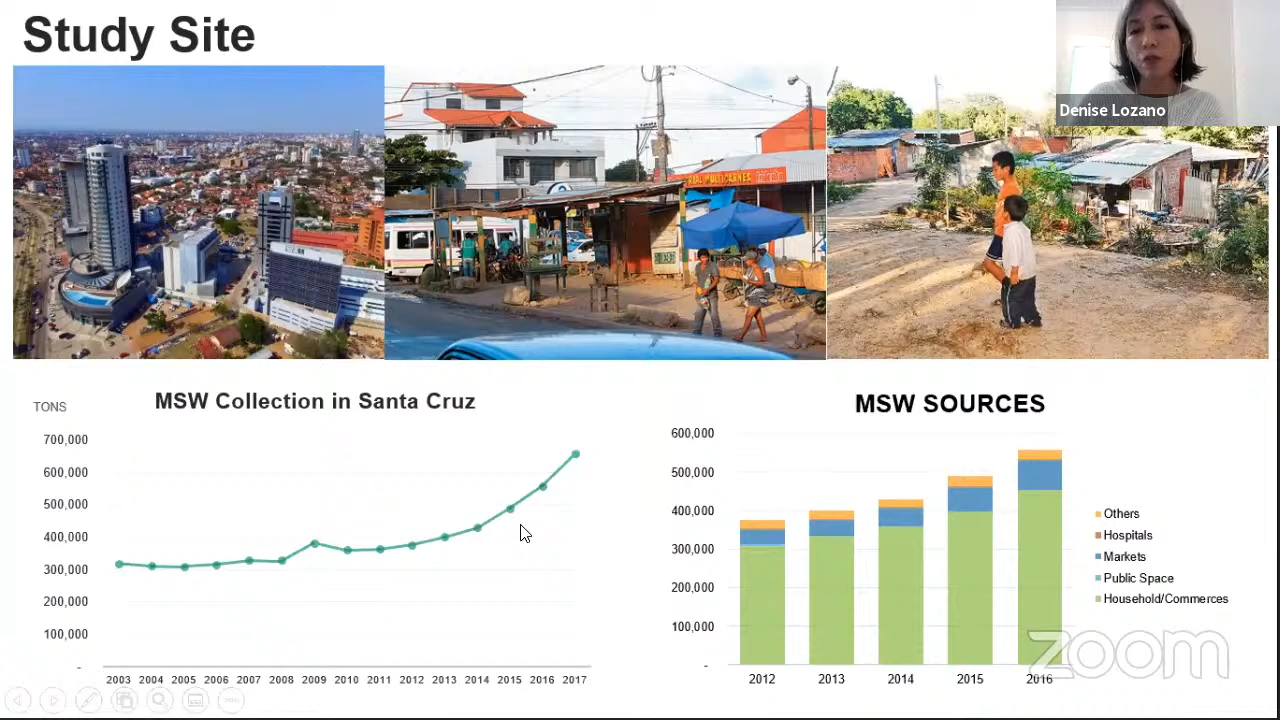 Study Site
Denise Lozano
MSW Collection in Santa Cruz
TONS
700,000
600,000
500,000
400,000
300,000
200,000
100,000
-
2003 2004 2005 2006 2007 2008 2009 2010 2011 2012 2013 2014 2015 2016 2017
MSW SOURCES
600,000
500,000
400,000
300,000
200,000
100,000
-
2012 2013 2014 2015 2016
Others
Hospitals
Markets
Public Space
Household/Commerces
zoom